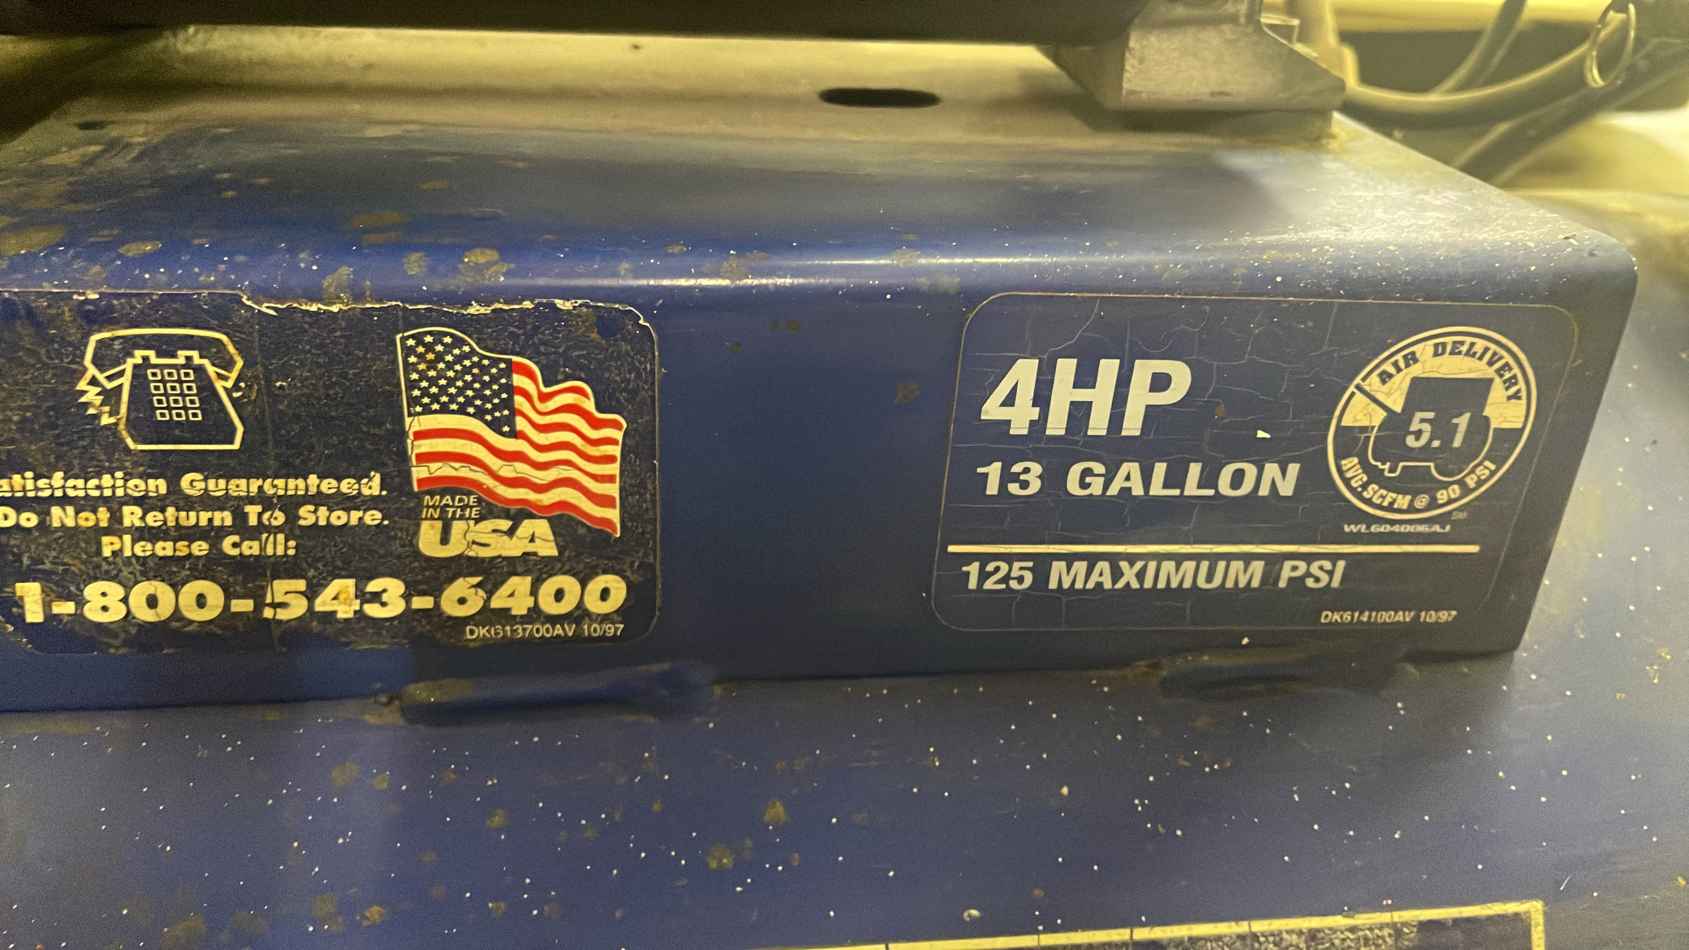 atisfaction Guaranteed.
Do Not Return To Store.
Please Call:
1-800-543-6400
DK613700AV 10/97
MADE
IN THE
USA
4HP
13 GALLON
125 MAXIMUM PSI
AIR DELIVERY
5.1
AVG. SCFM @ 90 PSI
WL604006AJ
DK614100AV 10/97